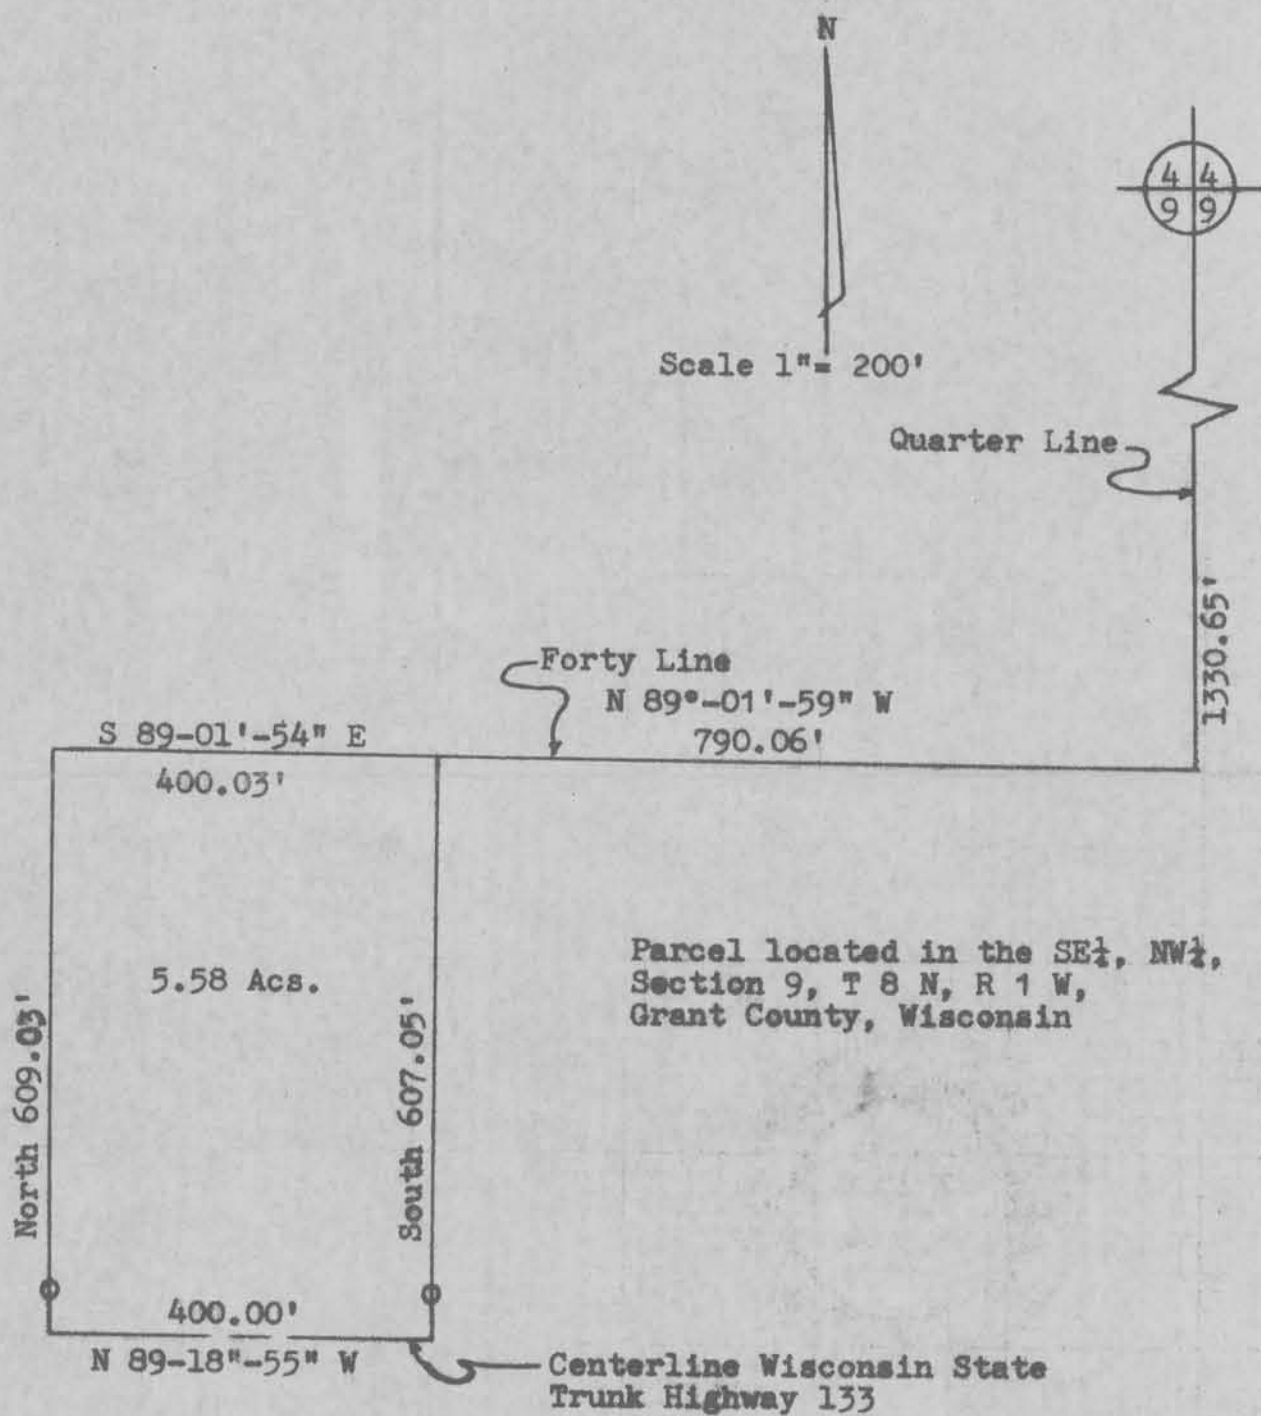 N
4 4
9 9
Scale 1"= 200'
Quarter Line
1330.65'
Forty Line
N 89°-01'-59" W
790.06'
S 89-01'-54" E
400.03'
5.58 Acs.
North 609.03'
South 607.05'
Parcel located in the SE¼, NW¼,
Section 9, T 8 N, R 1 W,
Grant County, Wisconsin
400.00'
N 89-18"-55" W
Centerline Wisconsin State
Trunk Highway 133